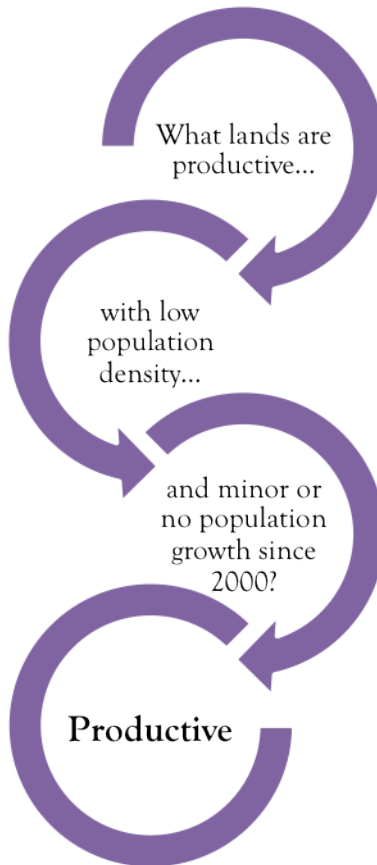 What lands are
productive...
with low
population
density...
and minor or
no population
growth since
2000?
Productive